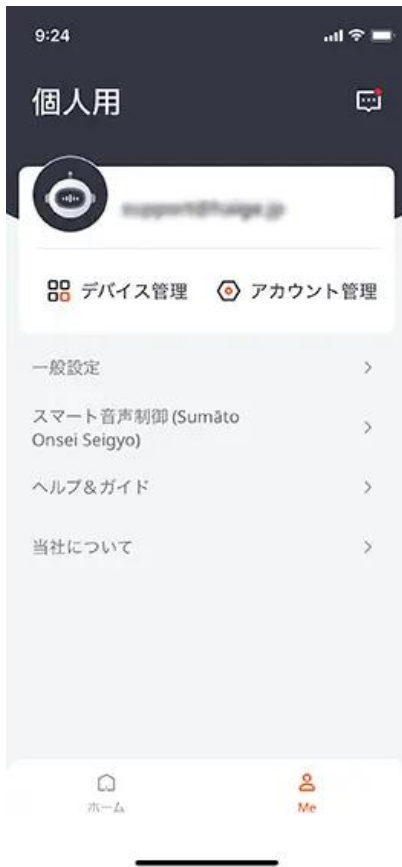 9:24
個人用
デバイス管理
アカウント管理
一般設定
スマート音声制御 (Sumāto
Onsei Seigyo)
ヘルプ&ガイド
当社について
ホーム
Me